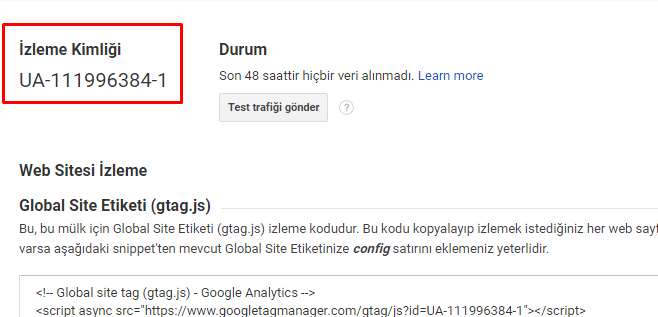 İzleme Kimliği
UA-111996384-1
Durum
Son 48 saattir hiçbir veri alınmadı. Learn more
Test trafiği gönder ?
Web Sitesi İzleme
Global Site Etiketi (gtag.js)
Bu, bu mülk için Global Site Etiketi (gtag.js) izleme kodudur. Bu kodu kopyalayıp izlemek istediğiniz her web
varsa aşağıdaki snippet'ten mevcut Global Site Etiketinize config satırını eklemeniz yeterlidir.
<!-- Global site tag (gtag.js) - Google Analytics -->
<script async src="https://www.googletagmanager.com/gtag/js?id=UA-111996384-1"></script>